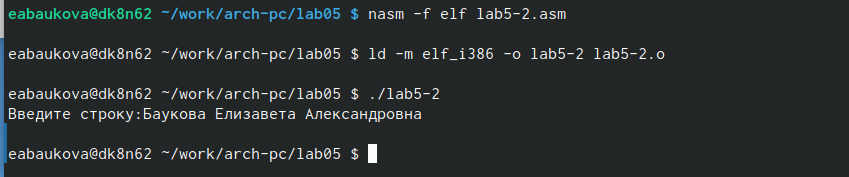 eabaukova@dk8n62 ~/work/arch-pc/lab05 $ nasm -f elf lab5-2.asm
eabaukova@dk8n62 ~/work/arch-pc/lab05 $ ld -m elf_i386 -o lab5-2 lab5-2.o
eabaukova@dk8n62 ~/work/arch-pc/lab05 $ ./lab5-2
Введите строку:Баукова Елизавета Александровна
eabaukova@dk8n62 ~/work/arch-pc/lab05 $